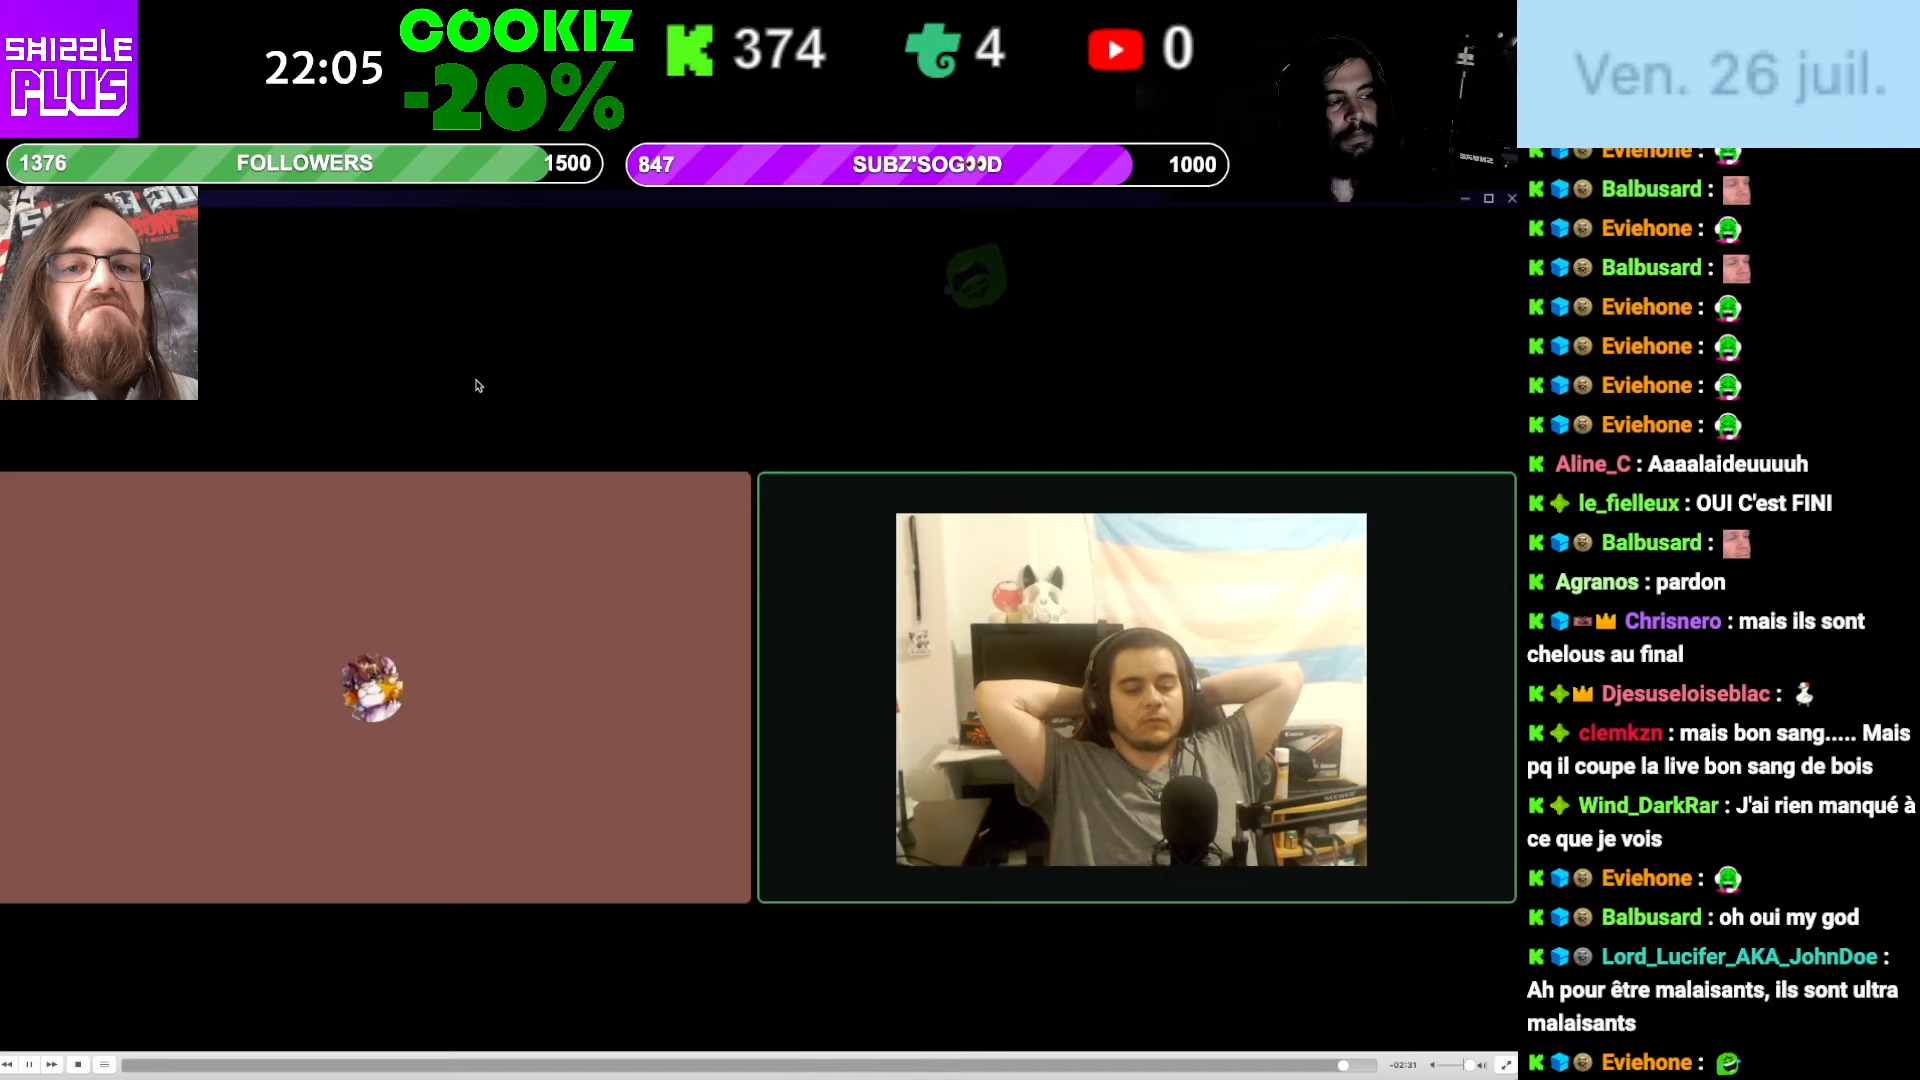 SHIZZLE
PLUS
22:05
COOKIZ
-20%
374
4
0
Ven. 26 juil.
1376 FOLLOWERS 1500
847 SUBZ'SOG👀D 1000
Eviehone :
Balbusard :
Eviehone :
Balbusard :
Eviehone :
Eviehone :
Eviehone :
Eviehone :
Aline_C : Aaaalaideuuuuh
le_fielleux : OUI C'est FINI
Balbusard :
Agranos : pardon
Chrisnero : mais ils sont
chelous au final
Djesuseloiseblac :
clemkzn : mais bon sang..... Mais
pq il coupe la live bon sang de bois
Wind_DarkRar : J'ai rien manqué à
ce que je vois
Eviehone :
Balbusard : oh oui my god
Lord_Lucifer_AKA_JohnDoe :
Ah pour être malaisants, ils sont ultra
malaisants
Eviehone :
-02:31